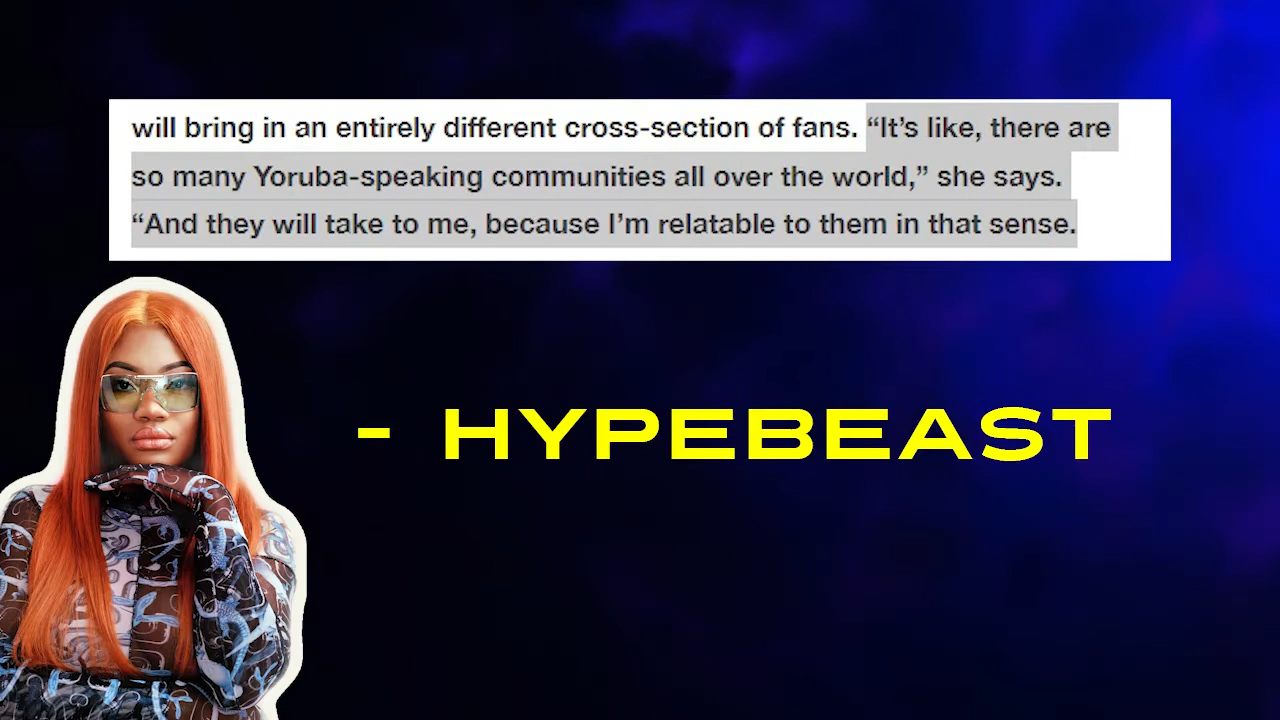 will bring in an entirely different cross-section of fans. “It’s like, there are
so many Yoruba-speaking communities all over the world,” she says.
“And they will take to me, because I’m relatable to them in that sense.
- HYPEBEAST